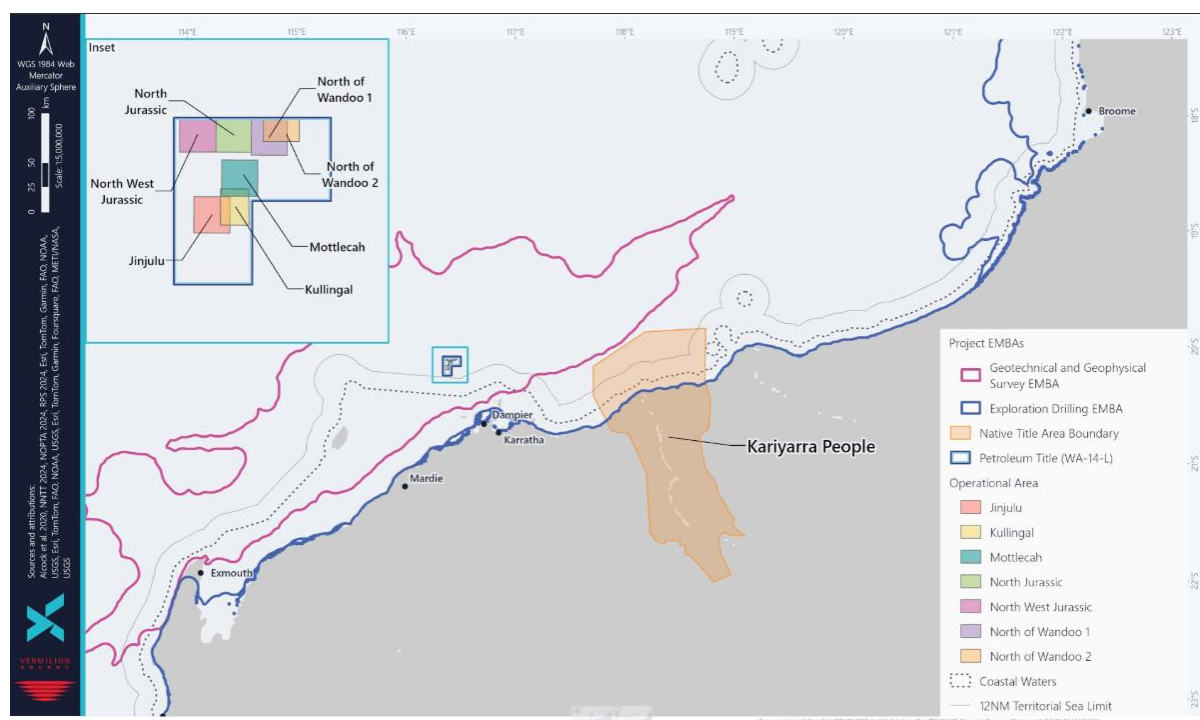 N
WGS 1984 Web
Mercator
Auxiliary Sphere
100
km
50
25
0
Scale: 1:5,000,000
Sources and attributions:
Alcock et al. 2020, NNTT 2024, NOPTA 2024, RPS 2024, Esri, TomTom, Garmin, FAO, NOAA,
USGS, Esri, TomTom, FAO, NOAA, USGS, Esri, TomTom, Garmin, Foursquare, FAO, METI/NASA,
USGS
VERMILION
ENERGY
114°E
115°E
116°E
117°E
118°E
119°E
120°E
121°E
122°E
123°E
18°S
19°S
20°S
21°S
22°S
23°S
Inset
North
Jurassic
North of
Wandoo 1
North of
Wandoo 2
North West
Jurassic
Mottlecah
Jinjulu
Kullingal
Broome
Dampier
Karratha
Mardie
Exmouth
Kariyarra People
Project EMBAs
Geotechnical and Geophysical
Survey EMBA
Exploration Drilling EMBA
Native Title Area Boundary
Petroleum Title (WA-14-L)
Operational Area
Jinjulu
Kullingal
Mottlecah
North Jurassic
North West Jurassic
North of Wandoo 1
North of Wandoo 2
Coastal Waters
12NM Territorial Sea Limit